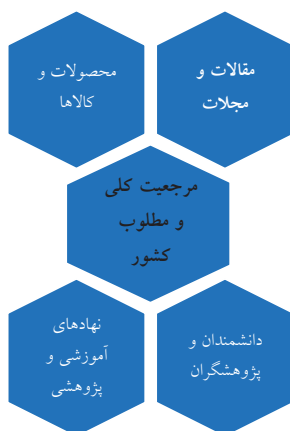 مقالات و
مجلات
محصولات و
کالاها
مرجعیت کلی
و مطلوب
کشور
دانشمندان و
پژوهشگران
نهادهای
آموزشی و
پژوهشی